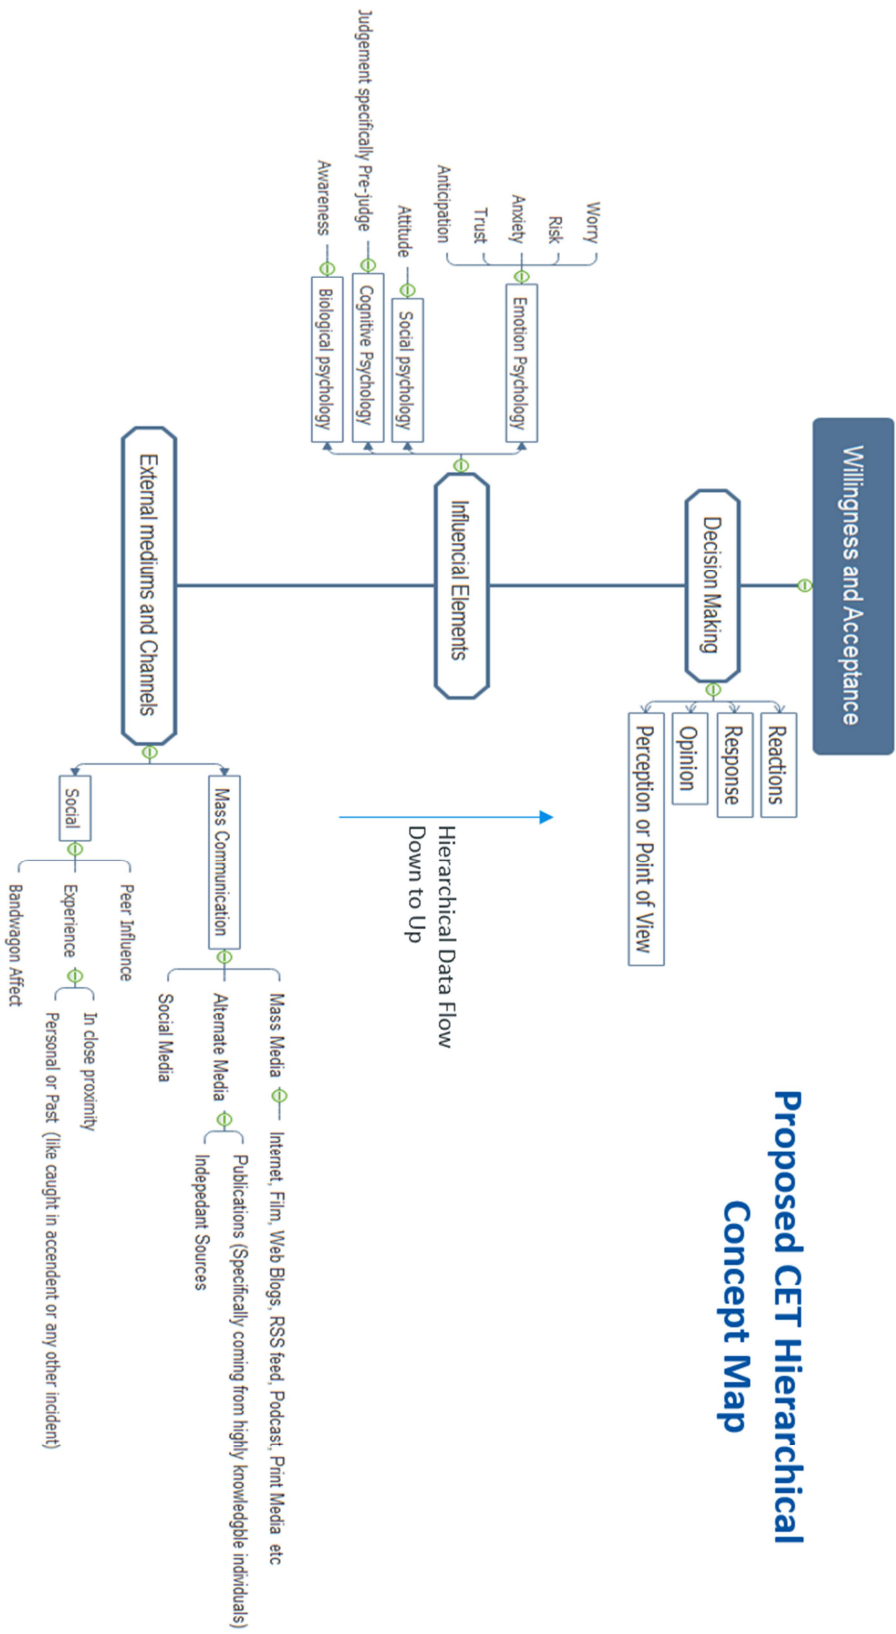 Willingness and Acceptance
Proposed CET Hierarchical
Concept Map
Decision Making
Reactions
Response
Opinion
Perception or Point of View
Hierarchical Data Flow
Down to Up
Influencial Elements
Emotion Psychology
Worry
Risk
Anxiety
Trust
Anticipation
Social psychology
Attitude
Cognitive Psychology
Judgement specifically Pre-judge
Biological psychology
Awareness
External mediums and Channels
Mass Communication
Mass Media
Internet, Film, Web Blogs, RSS feed, Podcast, Print Media etc
Alternate Media
Publications (Specifically coming from highly knowledgble individuals)
Indepedant Sources
Social Media
Social
Peer Influence
Experience
In close proximity
Personal or Past (like caught in accendent or any other incident)
Bandwagon Affect